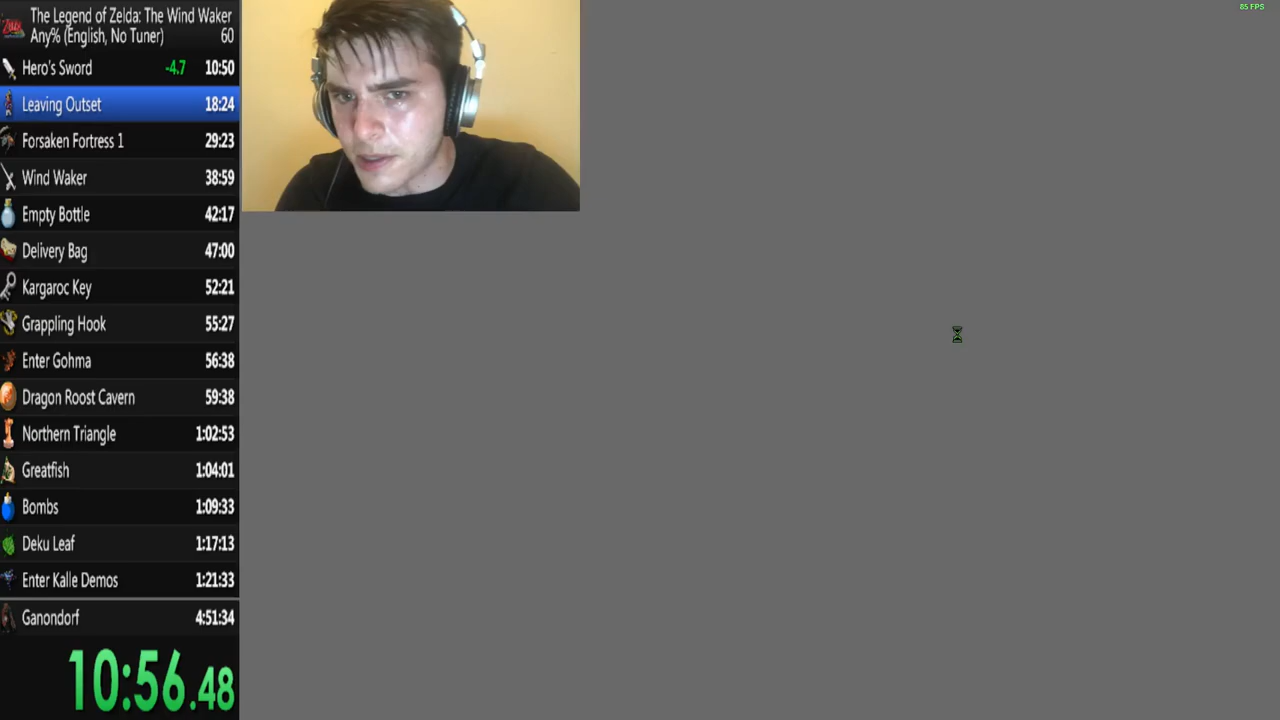 The Legend of Zelda: The Wind Waker
Any% (English, No Tuner) 60
Hero's Sword -4.7 10:50
Leaving Outset 18:24
Forsaken Fortress 1 29:23
Wind Waker 38:59
Empty Bottle 42:17
Delivery Bag 47:00
Kargaroc Key 52:21
Grappling Hook 55:27
Enter Gohma 56:38
Dragon Roost Cavern 59:38
Northern Triangle 1:02:53
Greatfish 1:04:01
Bombs 1:09:33
Deku Leaf 1:17:13
Enter Kalle Demos 1:21:33
Ganondorf 4:51:34
10:56.48
85 FPS